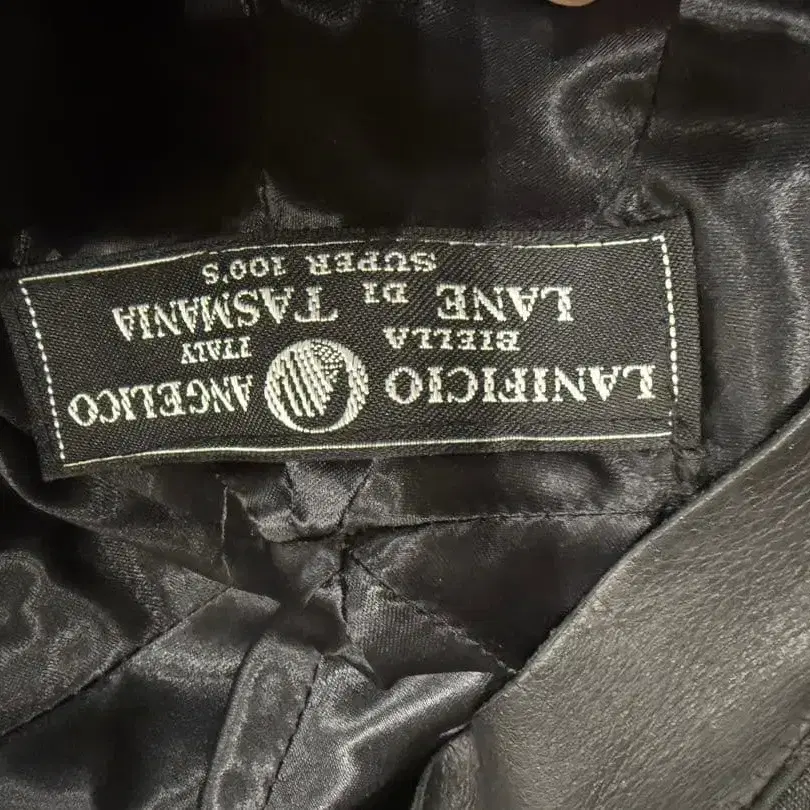 LANIFICIO ANGELICO
BIELLA ITALY
LANE DI TASMANIA
SUPER 100'S